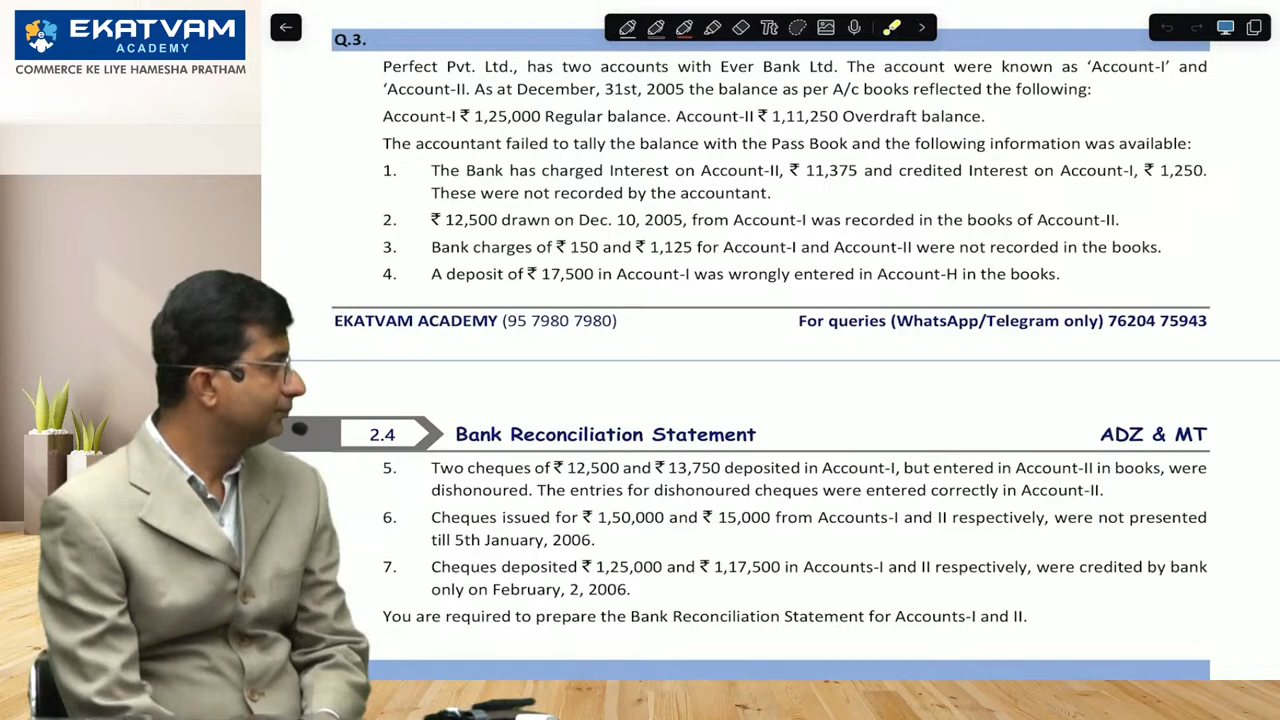 EKATVAM
ACADEMY
COMMERCE KE LIYE HAMESHA PRATHAM
Q.3.
Perfect Pvt. Ltd., has two accounts with Ever Bank Ltd. The account were known as ‘Account-I’ and
‘Account-II. As at December, 31st, 2005 the balance as per A/c books reflected the following:
Account-I ₹ 1,25,000 Regular balance. Account-II ₹ 1,11,250 Overdraft balance.
The accountant failed to tally the balance with the Pass Book and the following information was available:
1. The Bank has charged Interest on Account-II, ₹ 11,375 and credited Interest on Account-I, ₹ 1,250.
These were not recorded by the accountant.
2. ₹ 12,500 drawn on Dec. 10, 2005, from Account-I was recorded in the books of Account-II.
3. Bank charges of ₹ 150 and ₹ 1,125 for Account-I and Account-II were not recorded in the books.
4. A deposit of ₹ 17,500 in Account-I was wrongly entered in Account-H in the books.
EKATVAM ACADEMY (95 7980 7980) For queries (WhatsApp/Telegram only) 76204 75943
2.4 Bank Reconciliation Statement ADZ & MT
5. Two cheques of ₹ 12,500 and ₹ 13,750 deposited in Account-I, but entered in Account-II in books, were
dishonoured. The entries for dishonoured cheques were entered correctly in Account-II.
6. Cheques issued for ₹ 1,50,000 and ₹ 15,000 from Accounts-I and II respectively, were not presented
till 5th January, 2006.
7. Cheques deposited ₹ 1,25,000 and ₹ 1,17,500 in Accounts-I and II respectively, were credited by bank
only on February, 2, 2006.
You are required to prepare the Bank Reconciliation Statement for Accounts-I and II.